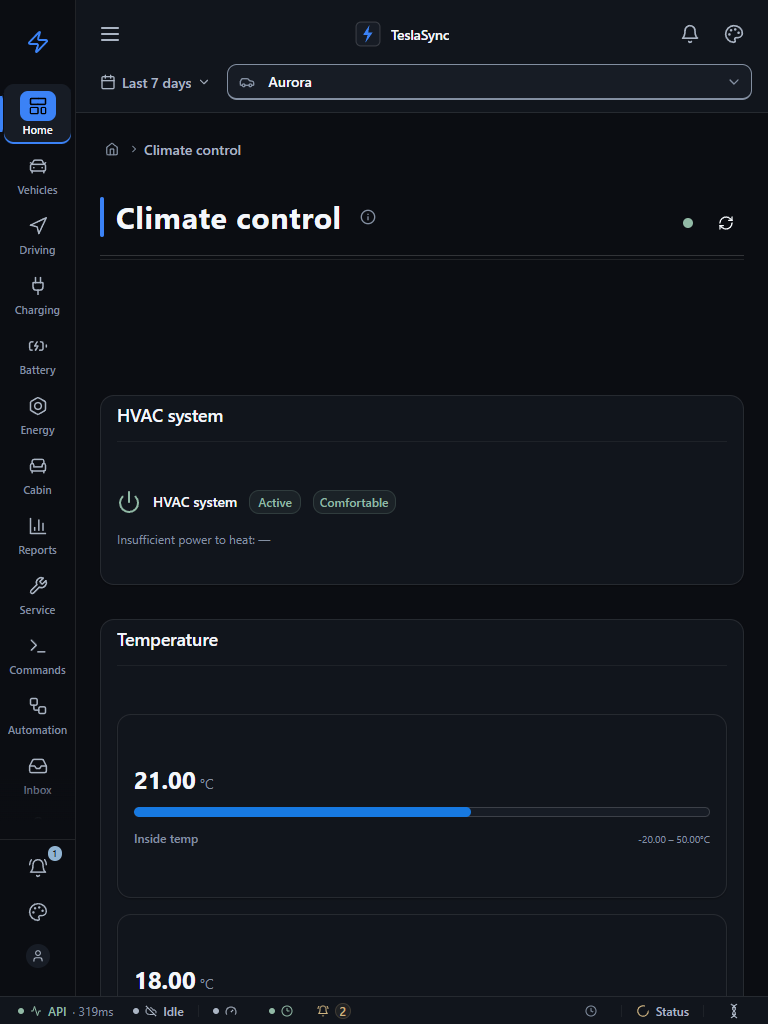 TeslaSync
Last 7 days
Aurora
Home
Vehicles
Driving
Charging
Battery
Energy
Cabin
Reports
Service
Commands
Automation
Inbox
1
Climate control
Climate control
HVAC system
HVAC system Active Comfortable
Insufficient power to heat: —
Temperature
21.00 °C
Inside temp -20.00 – 50.00°C
18.00 °C
API · 319ms Idle 2 Status